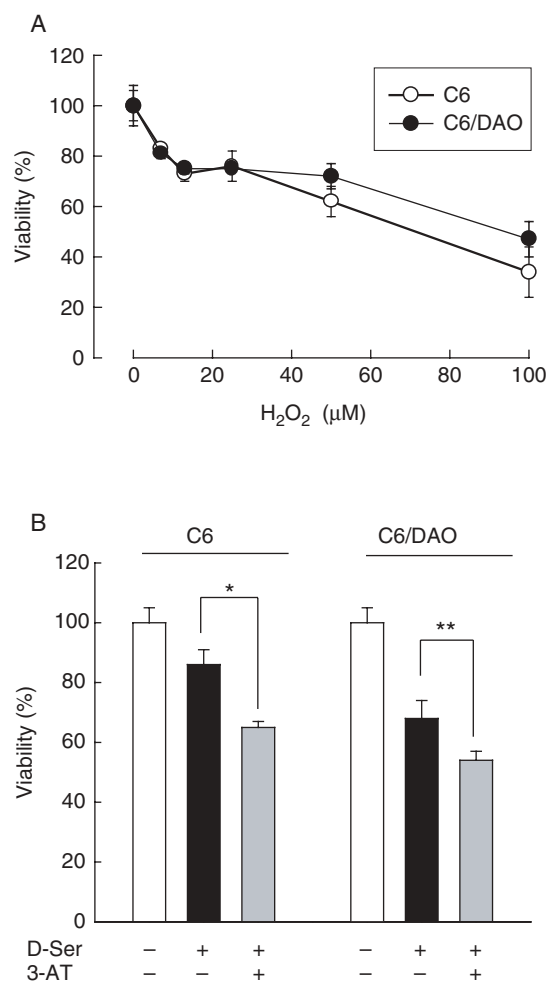 A
120
100
80
60
40
20
0
Viability (%)
C6
C6/DAO
0 20 40 60 80 100
H₂O₂ (μM)
B
C6 C6/DAO
120
100
80
60
40
20
0
Viability (%)
* **
D-Ser − + + − + +
3-AT − − + − − +